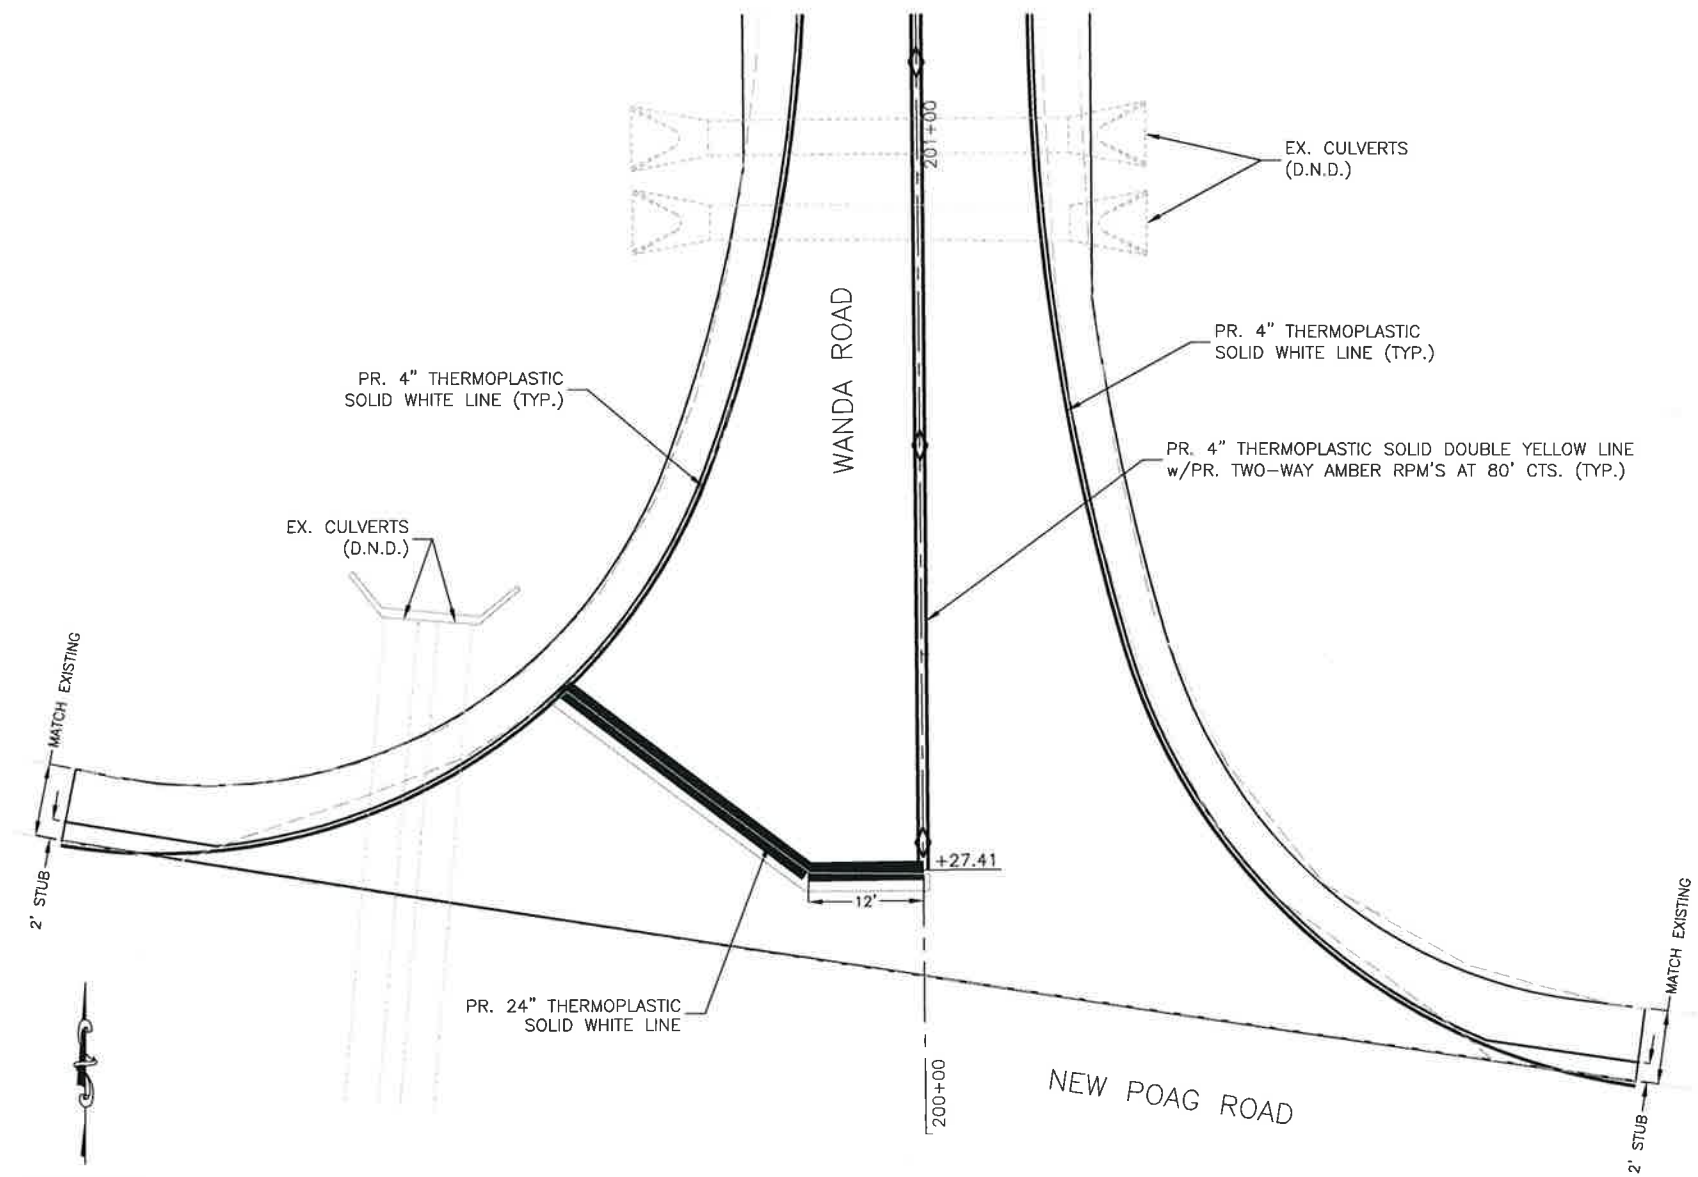 201+00
EX. CULVERTS
(D.N.D.)
WANDA ROAD
PR. 4" THERMOPLASTIC
SOLID WHITE LINE (TYP.)
PR. 4" THERMOPLASTIC
SOLID WHITE LINE (TYP.)
PR. 4" THERMOPLASTIC SOLID DOUBLE YELLOW LINE
w/PR. TWO-WAY AMBER RPM'S AT 80' CTS. (TYP.)
EX. CULVERTS
(D.N.D.)
MATCH EXISTING
2' STUB
+27.41
12'
PR. 24" THERMOPLASTIC
SOLID WHITE LINE
200+00
NEW POAG ROAD
MATCH EXISTING
2' STUB